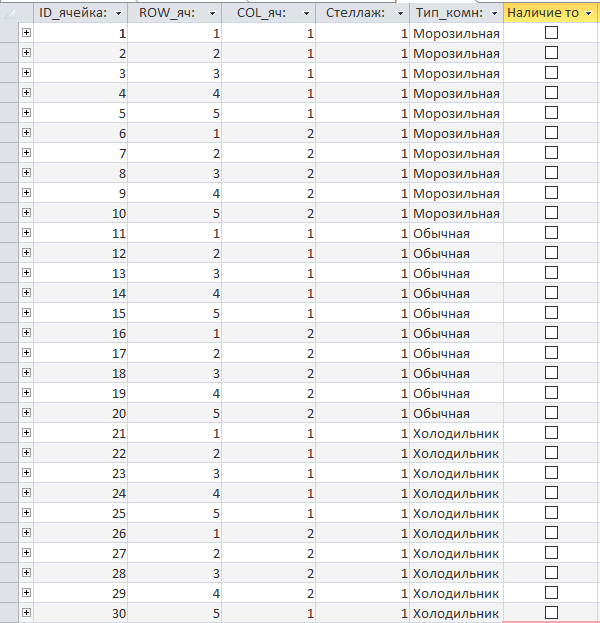 ID_ячейка: ROW_яч: COL_яч: Стеллаж: Тип_комн: Наличие то
1 1 1 1 Морозильная
2 2 1 1 Морозильная
3 3 1 1 Морозильная
4 4 1 1 Морозильная
5 5 1 1 Морозильная
6 1 2 1 Морозильная
7 2 2 1 Морозильная
8 3 2 1 Морозильная
9 4 2 1 Морозильная
10 5 2 1 Морозильная
11 1 1 1 Обычная
12 2 1 1 Обычная
13 3 1 1 Обычная
14 4 1 1 Обычная
15 5 1 1 Обычная
16 1 2 1 Обычная
17 2 2 1 Обычная
18 3 2 1 Обычная
19 4 2 1 Обычная
20 5 2 1 Обычная
21 1 1 1 Холодильник
22 2 1 1 Холодильник
23 3 1 1 Холодильник
24 4 1 1 Холодильник
25 5 1 1 Холодильник
26 1 2 1 Холодильник
27 2 2 1 Холодильник
28 3 2 1 Холодильник
29 4 2 1 Холодильник
30 5 1 1 Холодильник